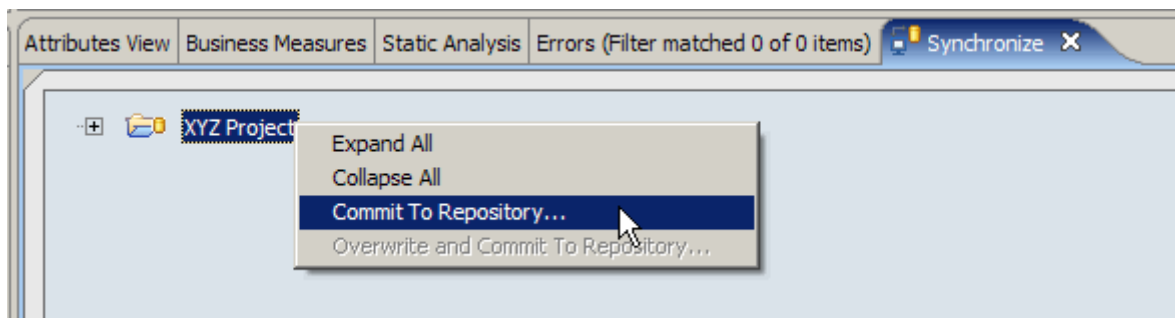 Attributes View Business Measures Static Analysis Errors (Filter matched 0 of 0 items) Synchronize
XYZ Project
Expand All
Collapse All
Commit To Repository...
Overwrite and Commit To Repository...